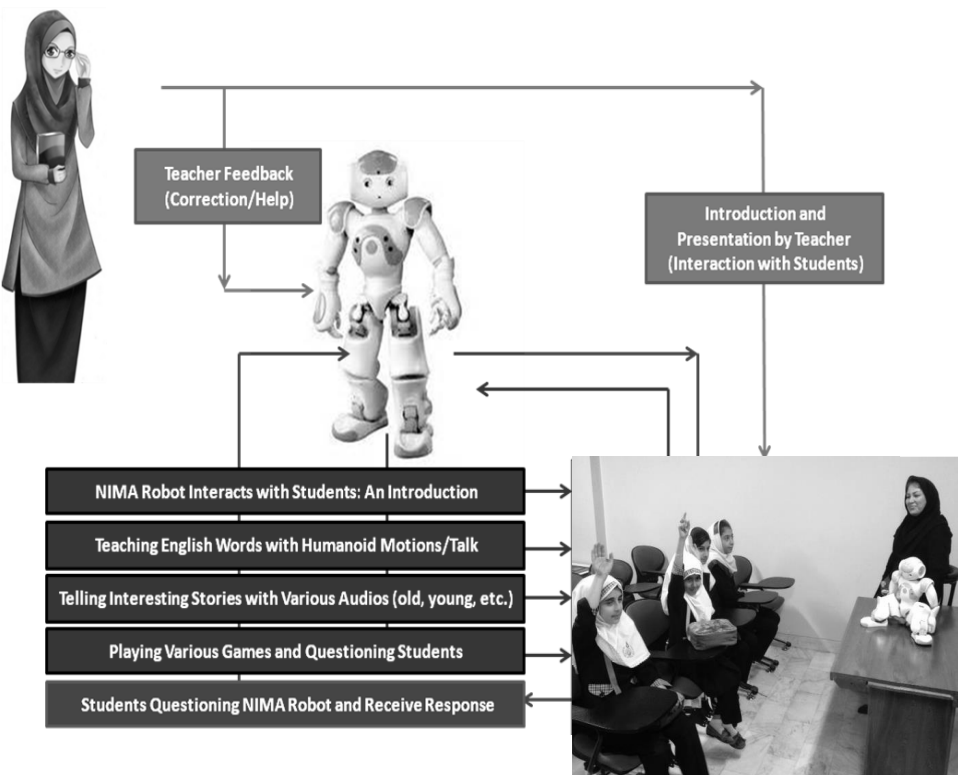 Teacher Feedback
(Correction/Help)
Introduction and
Presentation by Teacher
(Interaction with Students)
NIMA Robot Interacts with Students: An Introduction
Teaching English Words with Humanoid Motions/Talk
Telling Interesting Stories with Various Audios (old, young, etc.)
Playing Various Games and Questioning Students
Students Questioning NIMA Robot and Receive Response